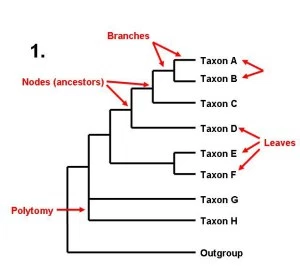 Branches
1.
Taxon A
Nodes (ancestors)
Taxon B
Taxon C
Taxon D
Leaves
Taxon E
Taxon F
Taxon G
Polytomy
Taxon H
Outgroup